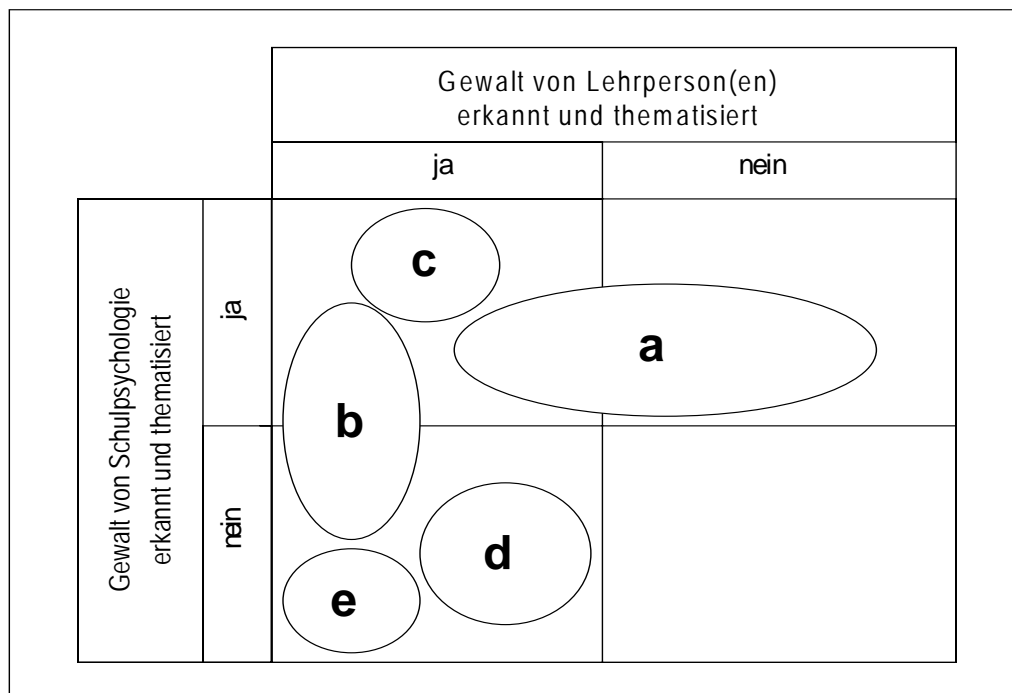 Gewalt von Lehrperson(en)
erkannt und thematisiert
ja
nein
Gewalt von Schulpsychologie
erkannt und thematisiert
ja
nein
c
a
b
d
e